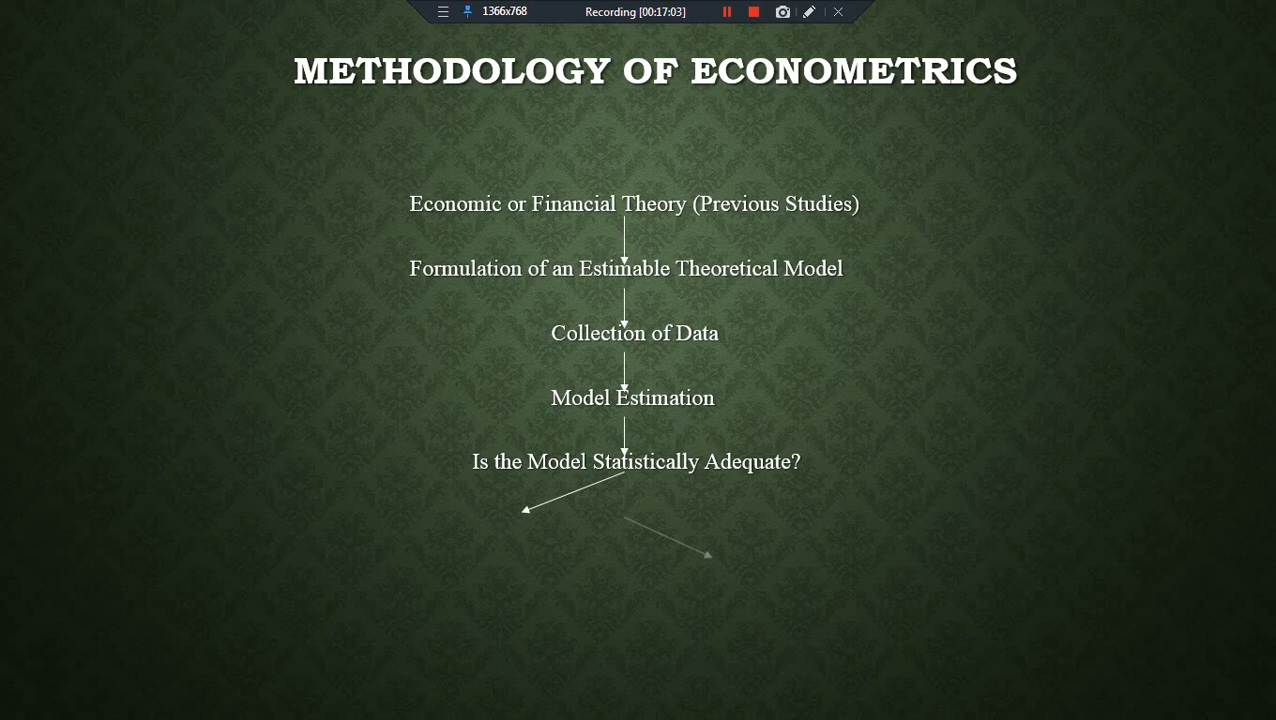 1366x768 Recording [00:17:03]
METHODOLOGY OF ECONOMETRICS
Economic or Financial Theory (Previous Studies)
Formulation of an Estimable Theoretical Model
Collection of Data
Model Estimation
Is the Model Statistically Adequate?